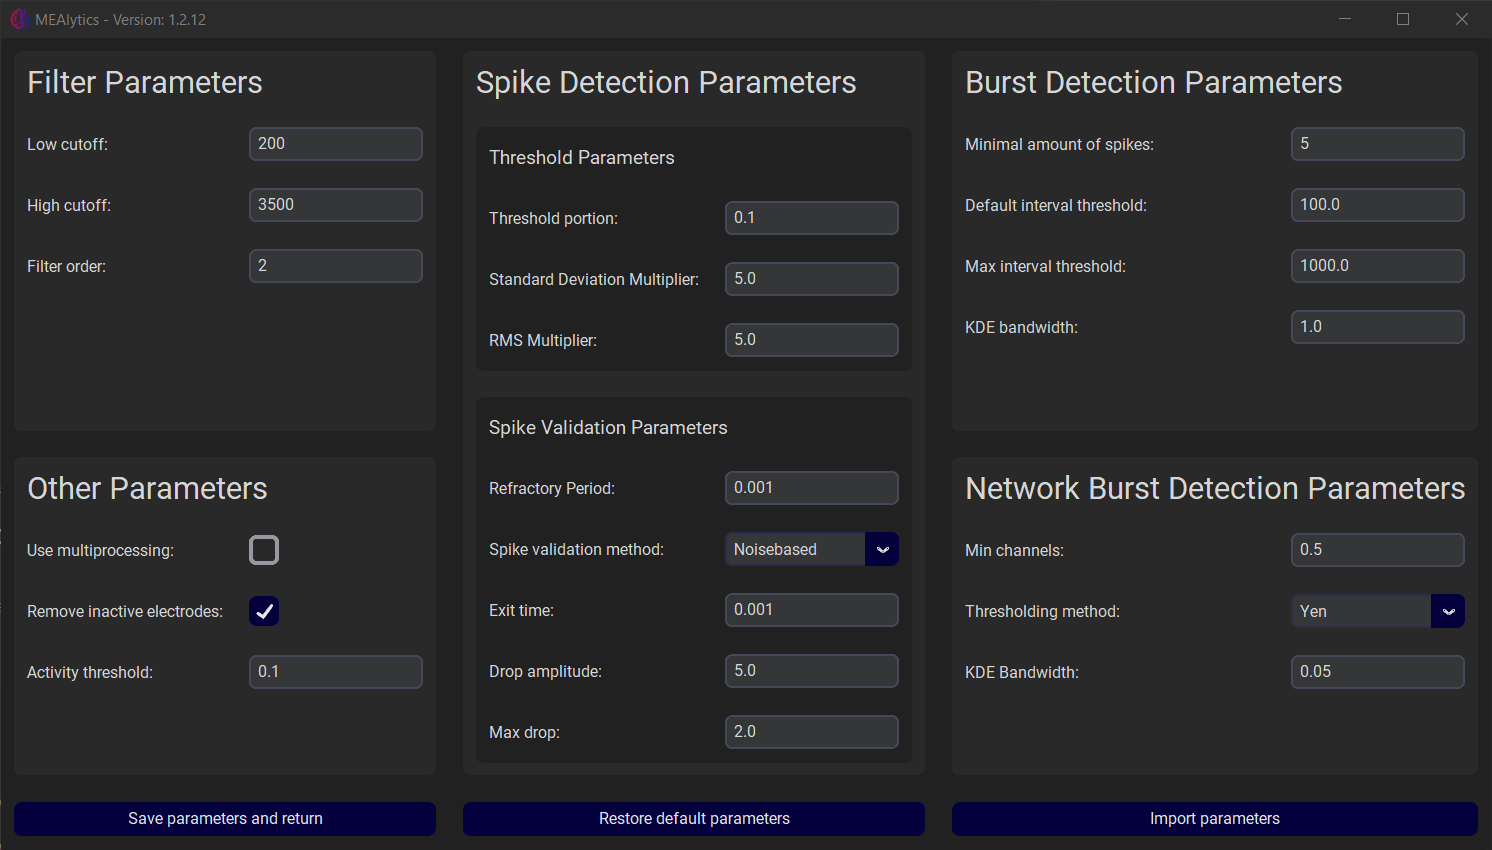 MEAlytics - Version: 1.2.12
Filter Parameters
Low cutoff: 200
High cutoff: 3500
Filter order: 2
Other Parameters
Use multiprocessing:
Remove inactive electrodes:
Activity threshold: 0.1
Save parameters and return
Spike Detection Parameters
Threshold Parameters
Threshold portion: 0.1
Standard Deviation Multiplier: 5.0
RMS Multiplier: 5.0
Spike Validation Parameters
Refractory Period: 0.001
Spike validation method: Noisebased
Exit time: 0.001
Drop amplitude: 5.0
Max drop: 2.0
Restore default parameters
Burst Detection Parameters
Minimal amount of spikes: 5
Default interval threshold: 100.0
Max interval threshold: 1000.0
KDE bandwidth: 1.0
Network Burst Detection Parameters
Min channels: 0.5
Thresholding method: Yen
KDE Bandwidth: 0.05
Import parameters